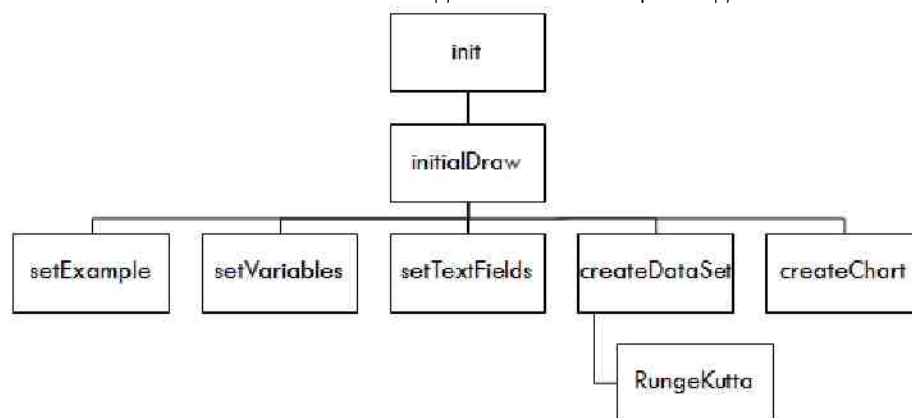 init
initialDraw
setExample
setVariables
setTextFields
createDataSet
createChart
RungeKutta